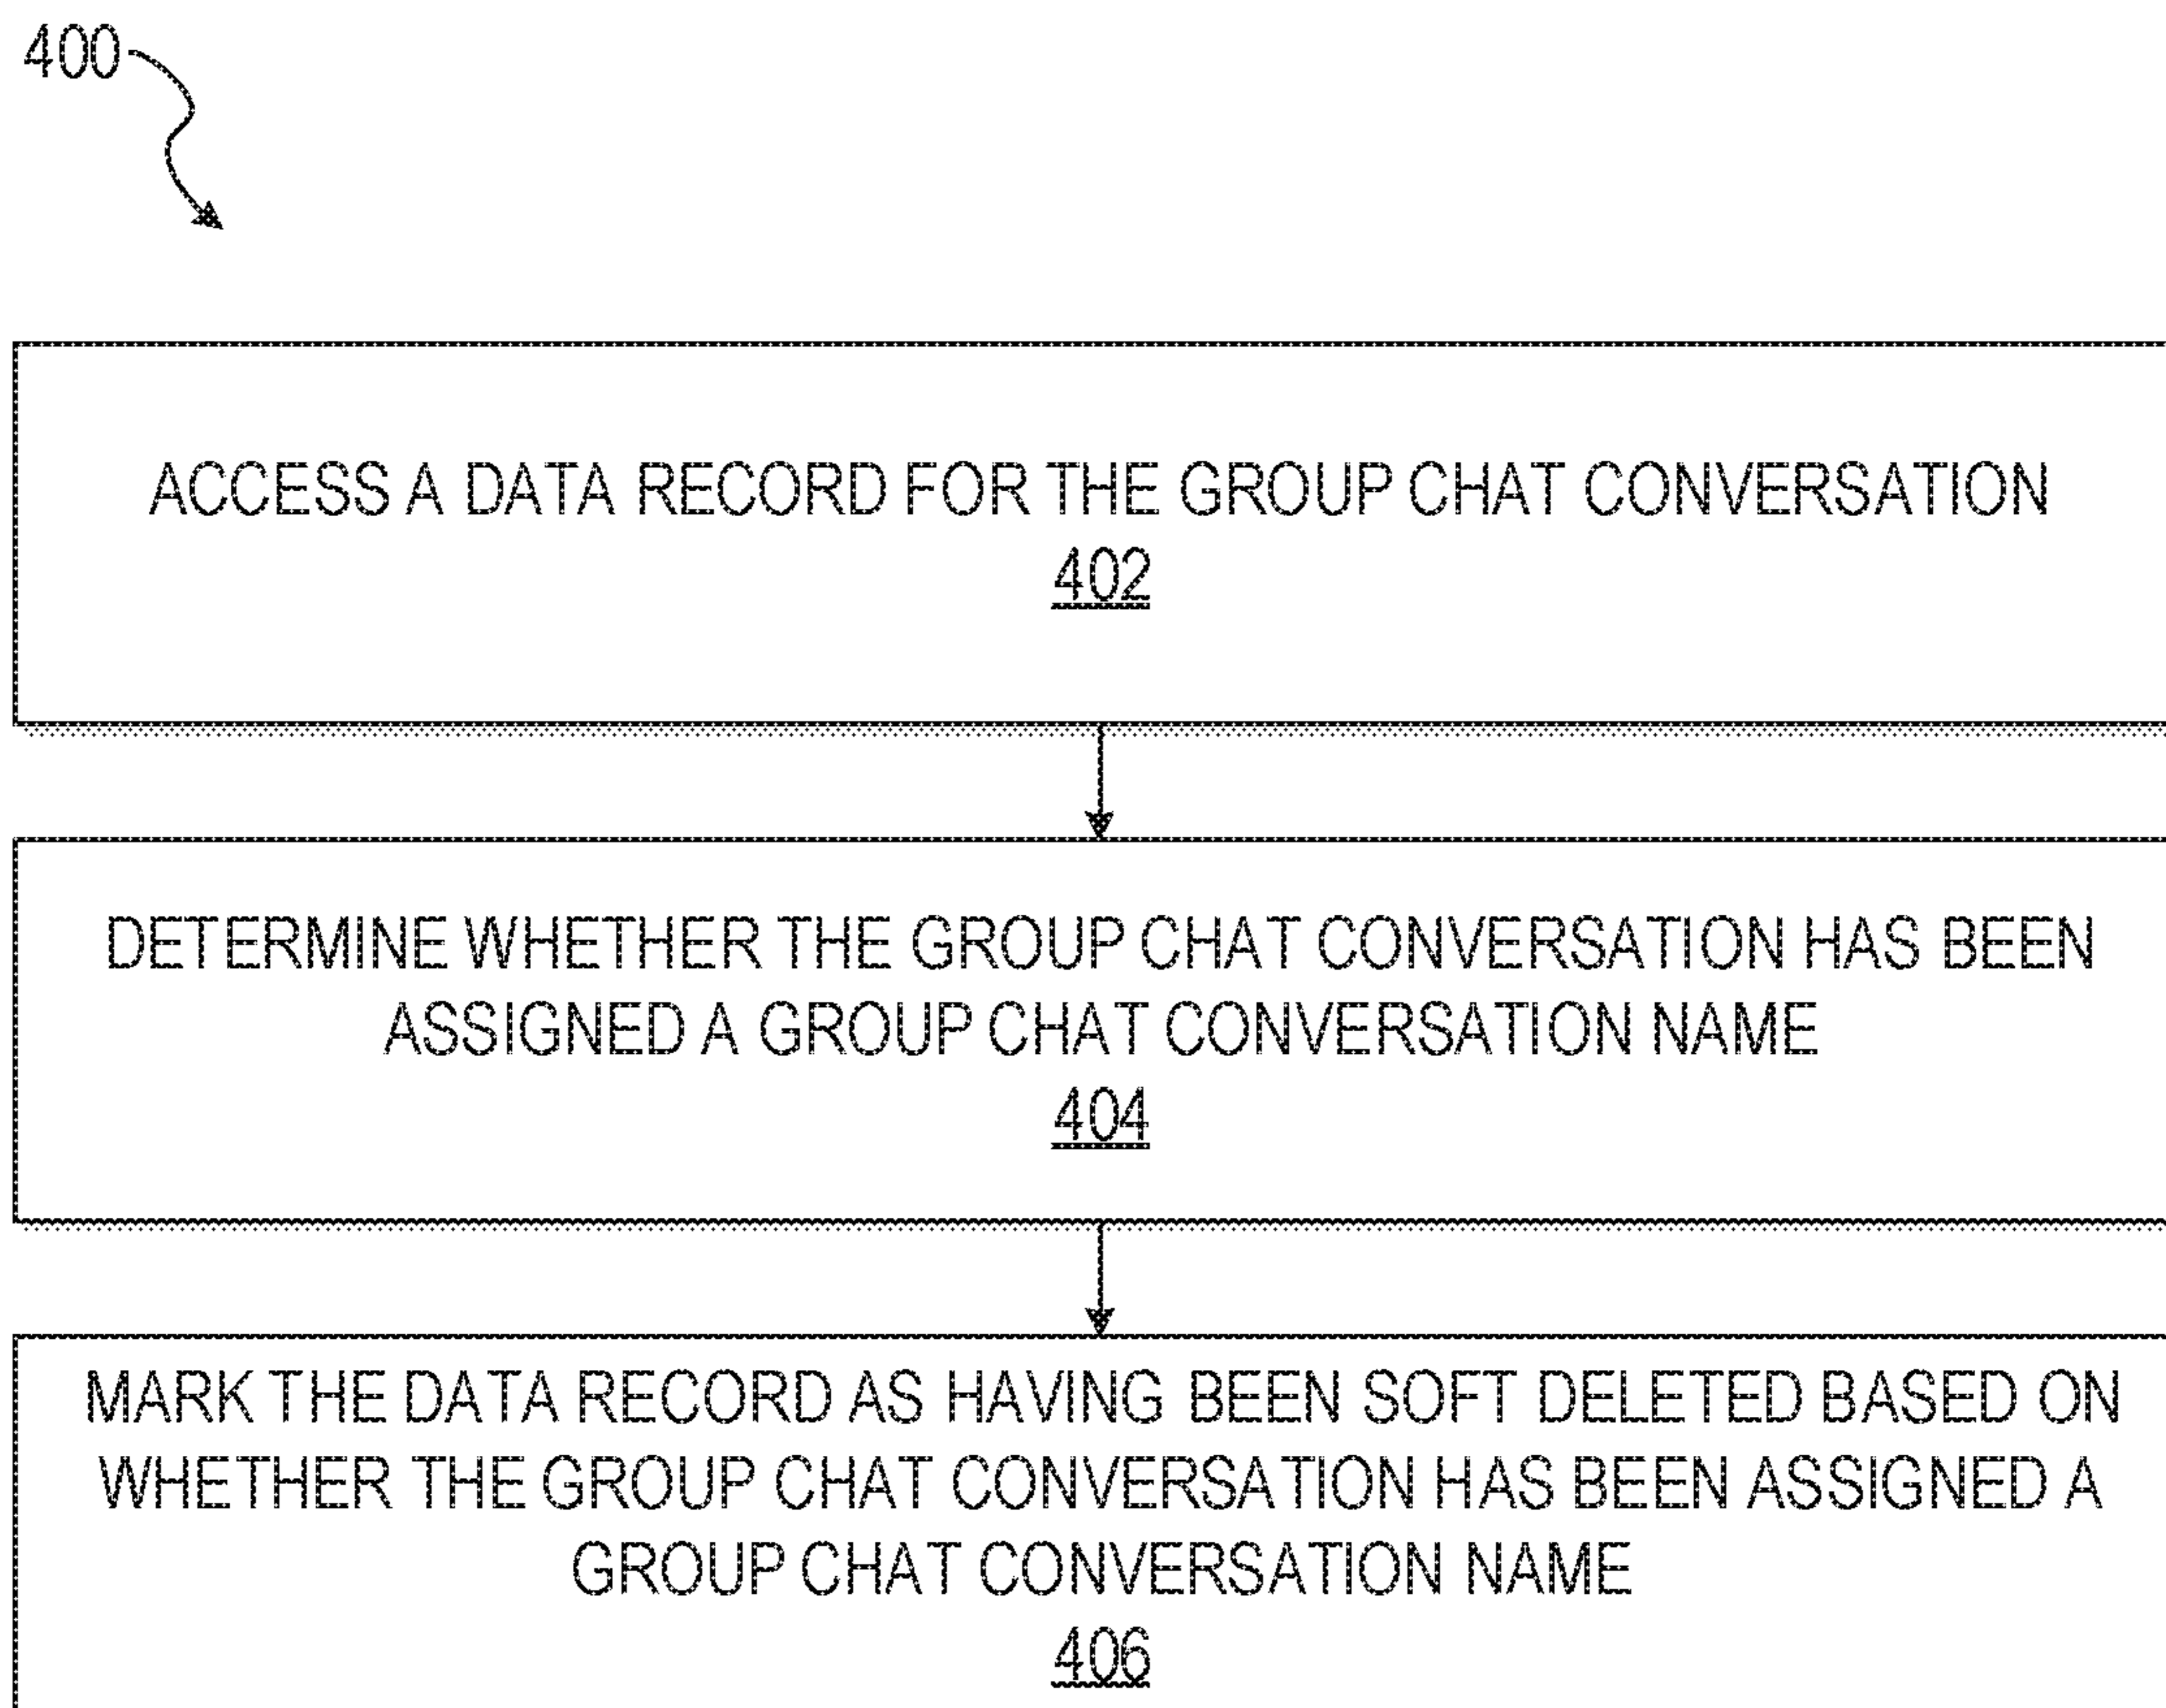 400
ACCESS A DATA RECORD FOR THE GROUP CHAT CONVERSATION
402
DETERMINE WHETHER THE GROUP CHAT CONVERSATION HAS BEEN
ASSIGNED A GROUP CHAT CONVERSATION NAME
404
MARK THE DATA RECORD AS HAVING BEEN SOFT DELETED BASED ON
WHETHER THE GROUP CHAT CONVERSATION HAS BEEN ASSIGNED A
GROUP CHAT CONVERSATION NAME
406